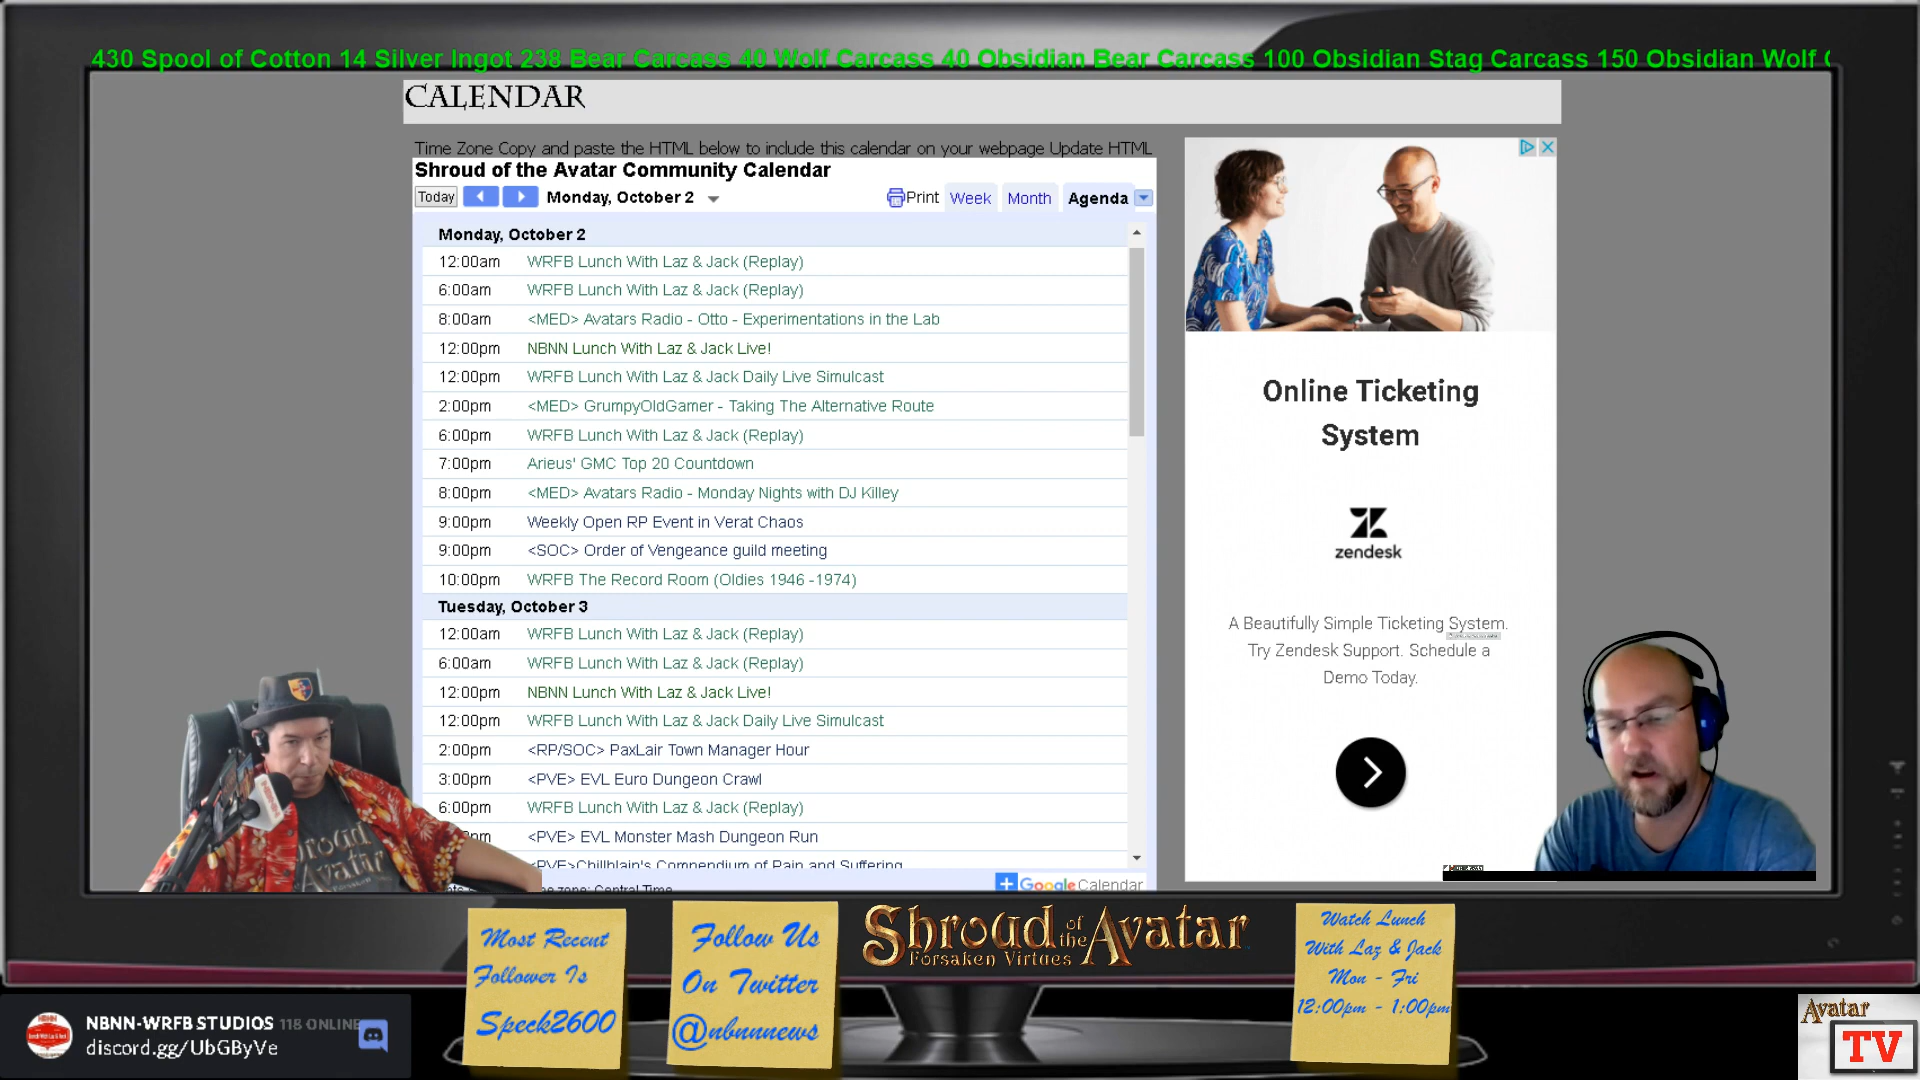 430 Spool of Cotton 14 Silver Ingot 238 Bear Carcass 40 Wolf Carcass 40 Obsidian Bear Carcass 100 Obsidian Stag Carcass 150 Obsidian Wolf
CALENDAR
Time Zone Copy and paste the HTML below to include this calendar on your webpage Update HTML
Shroud of the Avatar Community Calendar
Today Monday, October 2 Print Week Month Agenda
Monday, October 2
12:00am WRFB Lunch With Laz & Jack (Replay)
6:00am WRFB Lunch With Laz & Jack (Replay)
8:00am <MED> Avatars Radio - Otto - Experimentations in the Lab
12:00pm NBNN Lunch With Laz & Jack Live!
12:00pm WRFB Lunch With Laz & Jack Daily Live Simulcast
2:00pm <MED> GrumpyOldGamer - Taking The Alternative Route
6:00pm WRFB Lunch With Laz & Jack (Replay)
7:00pm Arieus' GMC Top 20 Countdown
8:00pm <MED> Avatars Radio - Monday Nights with DJ Killey
9:00pm Weekly Open RP Event in Verat Chaos
9:00pm <SOC> Order of Vengeance guild meeting
10:00pm WRFB The Record Room (Oldies 1946 -1974)
Tuesday, October 3
12:00am WRFB Lunch With Laz & Jack (Replay)
6:00am WRFB Lunch With Laz & Jack (Replay)
12:00pm NBNN Lunch With Laz & Jack Live!
12:00pm WRFB Lunch With Laz & Jack Daily Live Simulcast
2:00pm <RP/SOC> PaxLair Town Manager Hour
3:00pm <PVE> EVL Euro Dungeon Crawl
6:00pm WRFB Lunch With Laz & Jack (Replay)
<PVE> EVL Monster Mash Dungeon Run
<PVE>Chillblain's Compendium of Pain and Suffering
zone: Central Time
Google Calendar
Online Ticketing
System
zendesk
A Beautifully Simple Ticketing System.
Try Zendesk Support. Schedule a
Demo Today.
NBNN
Shroud
Avatar
Most Recent
Follower Is
Speck2600
Follow Us
On Twitter
@nbnnnews
Shroud of the Avatar
Forsaken Virtues
Watch Lunch
With Laz & Jack
Mon - Fri
12:00pm - 1:00pm
NBNN-WRFB STUDIOS 118 ONLINE
discord.gg/UbGByVe
Avatar
TV